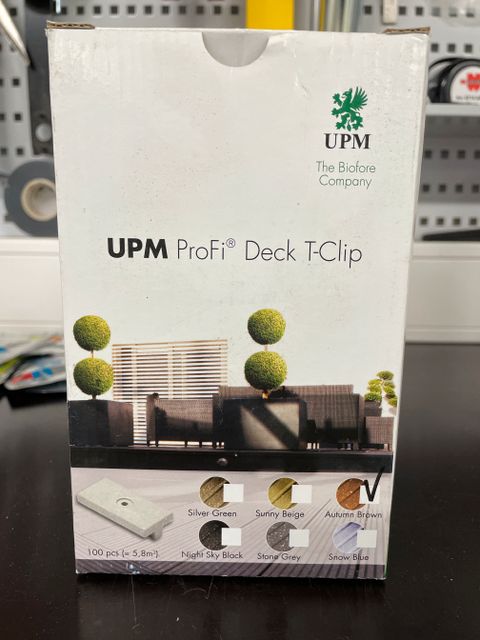 UPM
The Biofore
Company
UPM ProFi® Deck T-Clip
Silver Green
Sunny Beige
Autumn Brown
100 pcs (= 5,8m²)
Night Sky Black
Stone Grey
Snow Blue